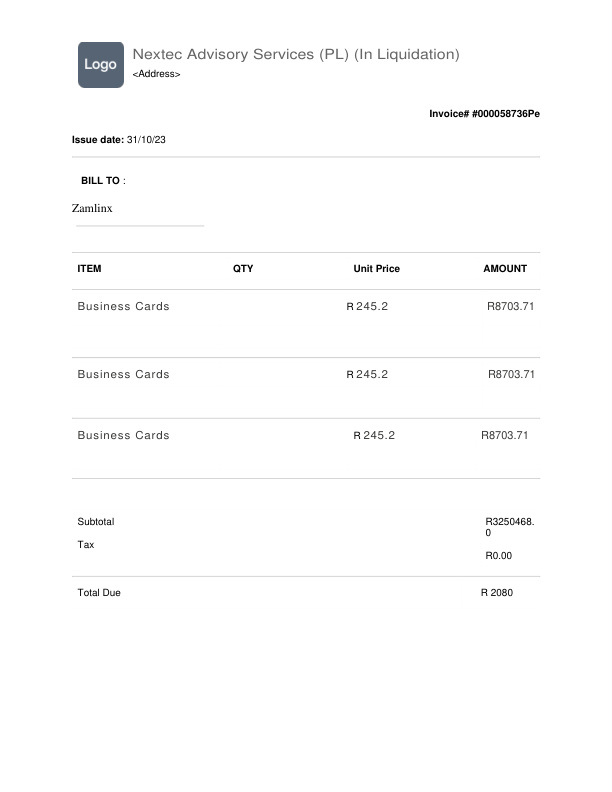 Logo
Nextec Advisory Services (PL) (In Liquidation)
<Address>
Invoice# #000058736Pe
Issue date: 31/10/23
BILL TO :
Zamlinx
ITEM QTY Unit Price AMOUNT
Business Cards R 245.2 R8703.71
Business Cards R 245.2 R8703.71
Business Cards R 245.2 R8703.71
Subtotal R3250468.
0
Tax
R0.00
Total Due R 2080